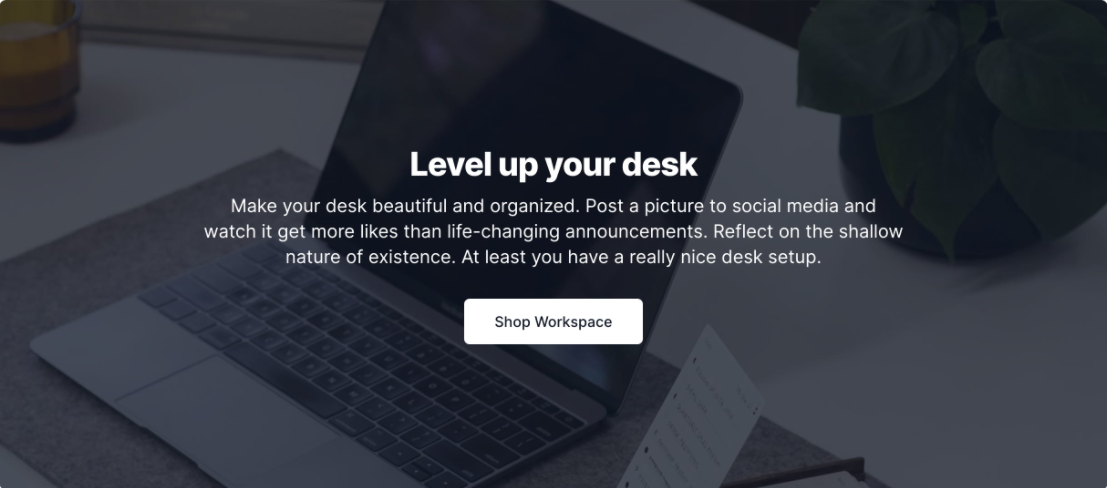 Level up your desk
Make your desk beautiful and organized. Post a picture to social media and
watch it get more likes than life-changing announcements. Reflect on the shallow
nature of existence. At least you have a really nice desk setup.
Shop Workspace